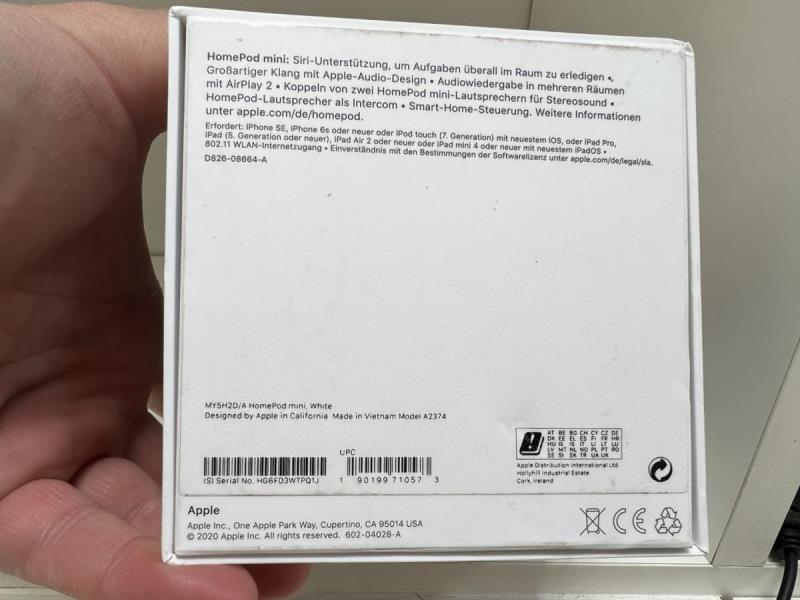 HomePod mini: Siri-Unterstützung, um Aufgaben überall im Raum zu erledigen •
Großartiger Klang mit Apple-Audio-Design • Audiowiedergabe in mehreren Räumen
mit AirPlay 2 • Koppeln von zwei HomePod mini-Lautsprechern für Stereosound •
HomePod-Lautsprecher als Intercom • Smart-Home-Steuerung. Weitere Informationen
unter apple.com/de/homepod.
Erfordert: iPhone SE, iPhone 6s oder neuer oder iPod touch (7. Generation) mit neuestem iOS, oder iPad Pro,
iPad (5. Generation oder neuer), iPad Air 2 oder neuer oder iPad mini 4 oder neuer mit neuestem iPadOS •
802.11 WLAN-Internetzugang • Einverständnis mit den Bestimmungen der Softwarelizenz unter apple.com/de/legal/sla.
D826-08664-A
MY5H2D/A HomePod mini, White
Designed by Apple in California Made in Vietnam Model A2374
UPC
(S) Serial No. HG6FD3WTPQ1J
1 90199 71057 3
AT BE BG CH CY CZ DE
DK EE EL ES FI FR HR
HU IE IS IT LI LT LU
LV MT NL NO PL PT RO
SE SI SK TR UA UK
Apple Distribution International Ltd
Hollyhill Industrial Estate
Cork, Ireland
Apple
Apple Inc., One Apple Park Way, Cupertino, CA 95014 USA
© 2020 Apple Inc. All rights reserved. 602-04028-A
CE